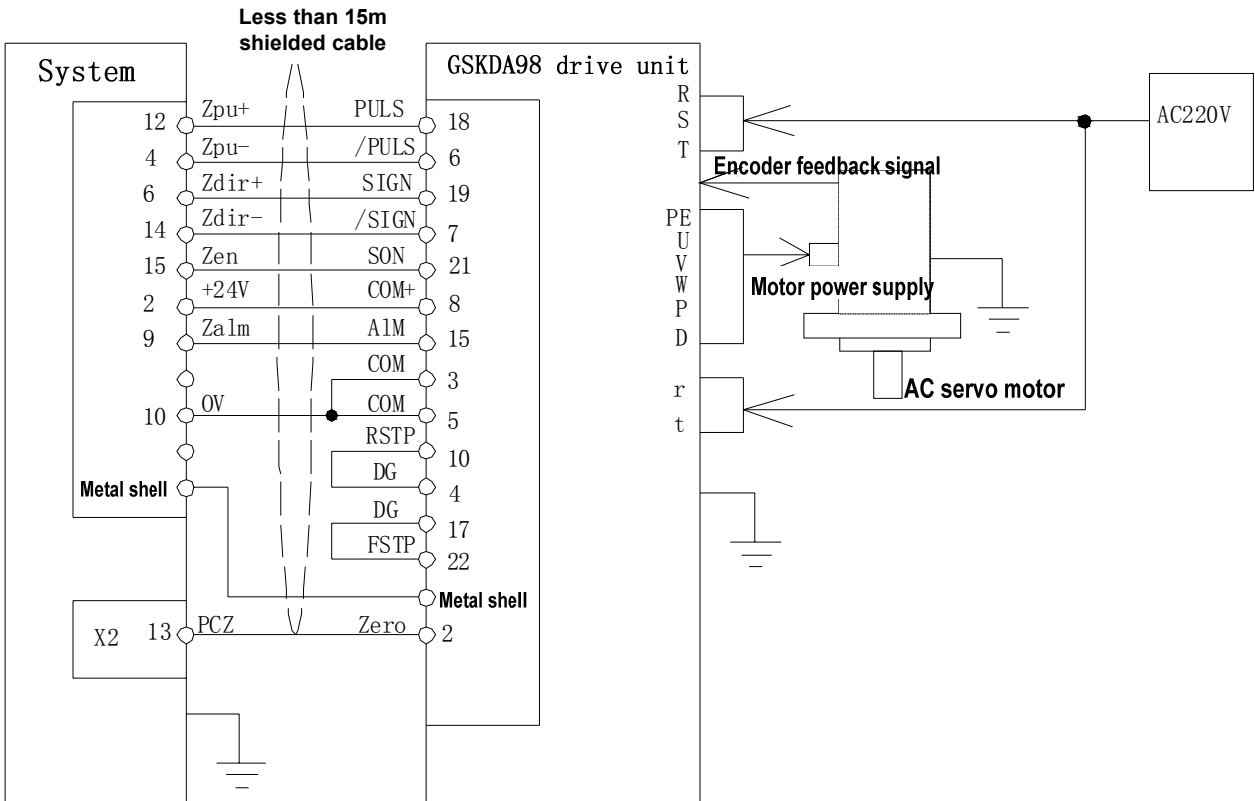 Less than 15m
shielded cable
System
GSKDA98 drive unit
12 Zpu+ PULS 18
4 Zpu- /PULS 6
6 Zdir+ SIGN 19
14 Zdir- /SIGN 7
15 Zen SON 21
2 +24V COM+ 8
9 Zalm AlM 15
COM 3
10 0V COM 5
RSTP 10
DG 4
DG 17
FSTP 22
Metal shell
Metal shell
X2 13 PCZ Zero 2
R
S
T
AC220V
Encoder feedback signal
PE
U
V
W
P
D
Motor power supply
r
t
AC servo motor